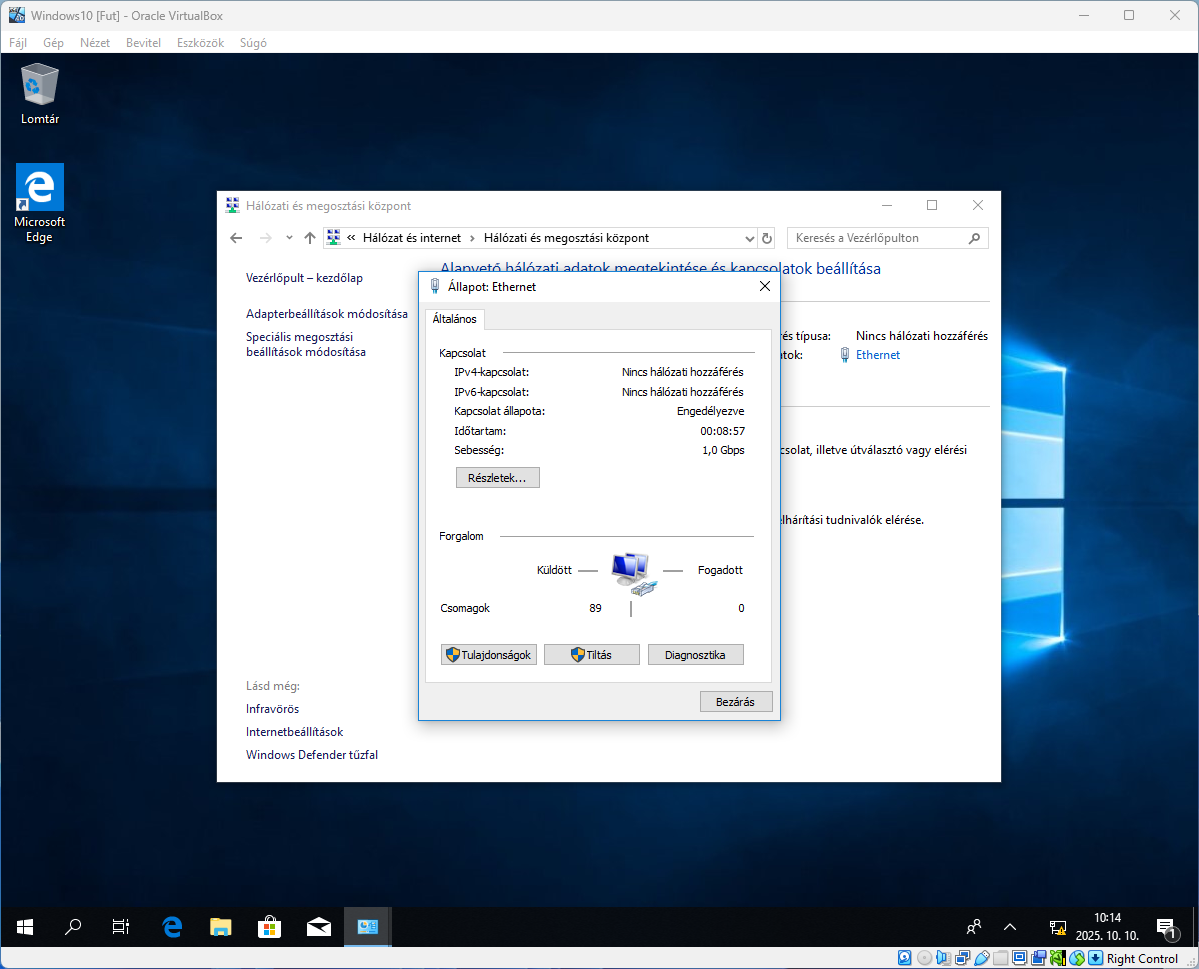 Windows10 [Fut] - Oracle VirtualBox
Fájl Gép Nézet Bevitel Eszközök Súgó
Lomtár
Microsoft
Edge
Hálózati és megosztási központ
« Hálózat és internet › Hálózati és megosztási központ
Keresés a Vezérlőpulton
Vezérlőpult – kezdőlap
Adapterbeállítások módosítása
Speciális megosztási
beállítások módosítása
Alapvető hálózati adatok megtekintése és kapcsolatok beállítása
és típusa: Nincs hálózati hozzáférés
tok: Ethernet
csolat, illetve útválasztó vagy elérési
elhárítási tudnivalók elérése.
Állapot: Ethernet
Általános
Kapcsolat
IPv4-kapcsolat: Nincs hálózati hozzáférés
IPv6-kapcsolat: Nincs hálózati hozzáférés
Kapcsolat állapota: Engedélyezve
Időtartam: 00:08:57
Sebesség: 1,0 Gbps
Részletek...
Forgalom
Küldött Fogadott
Csomagok 89 0
Tulajdonságok Tiltás Diagnosztika
Bezárás
Lásd még:
Infravörös
Internetbeállítások
Windows Defender tűzfal
10:14
2025. 10. 10.
1
Right Control